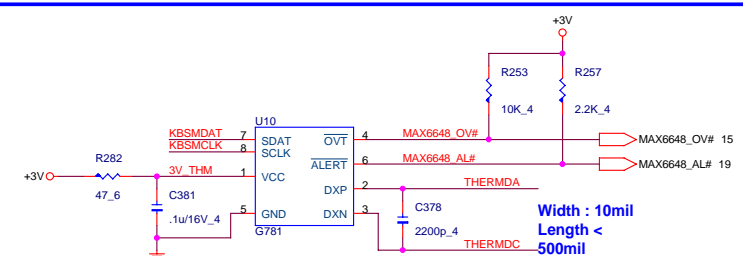 +3V
R253
R257
10K_4
2.2K_4
U10
KBSMDAT 7 SDAT OVT 4 MAX6648_OV# MAX6648_OV# 15
KBSMCLK 8 SCLK
ALERT 6 MAX6648_AL# MAX6648_AL# 19
R282
+3V 3V_THM 1 VCC
47_6
DXP 2 THERMDA
C381
.1u/16V_4
C378
2200p_4
5 GND DXN 3 THERMDC
G781
Width : 10mil
Length <
500mil